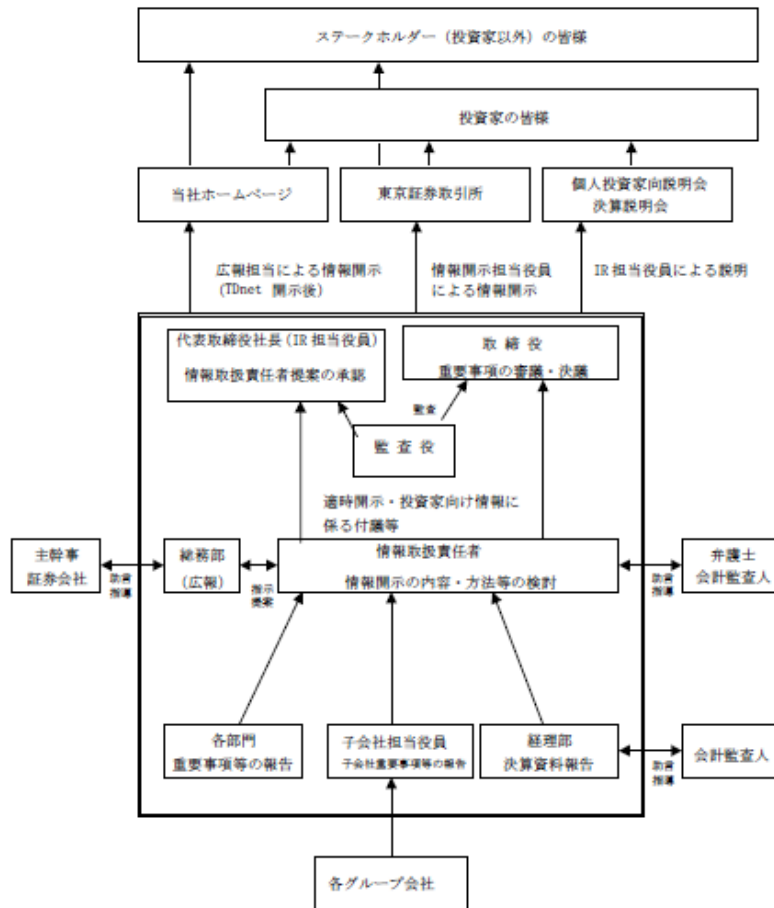 ステークホルダー（投資家以外）の皆様
投資家の皆様
当社ホームページ
東京証券取引所
個人投資家向説明会
決算説明会
広報担当による情報開示
(TDnet 開示後)
情報開示担当役員
による情報開示
IR担当役員による説明
代表取締役社長(IR担当役員)
情報取扱責任者提案の承認
取 締 役
重要事項の審議・決議
監査
監 査 役
適時開示・投資家向け情報に
係る付議等
主幹事
証券会社
助言
指導
総務部
(広報)
指示
提案
情報取扱責任者
情報開示の内容・方法等の検討
助言
指導
弁護士
会計監査人
各部門
重要事項等の報告
子会社担当役員
子会社重要事項等の報告
経理部
決算資料報告
助言
指導
会計監査人
各グループ会社